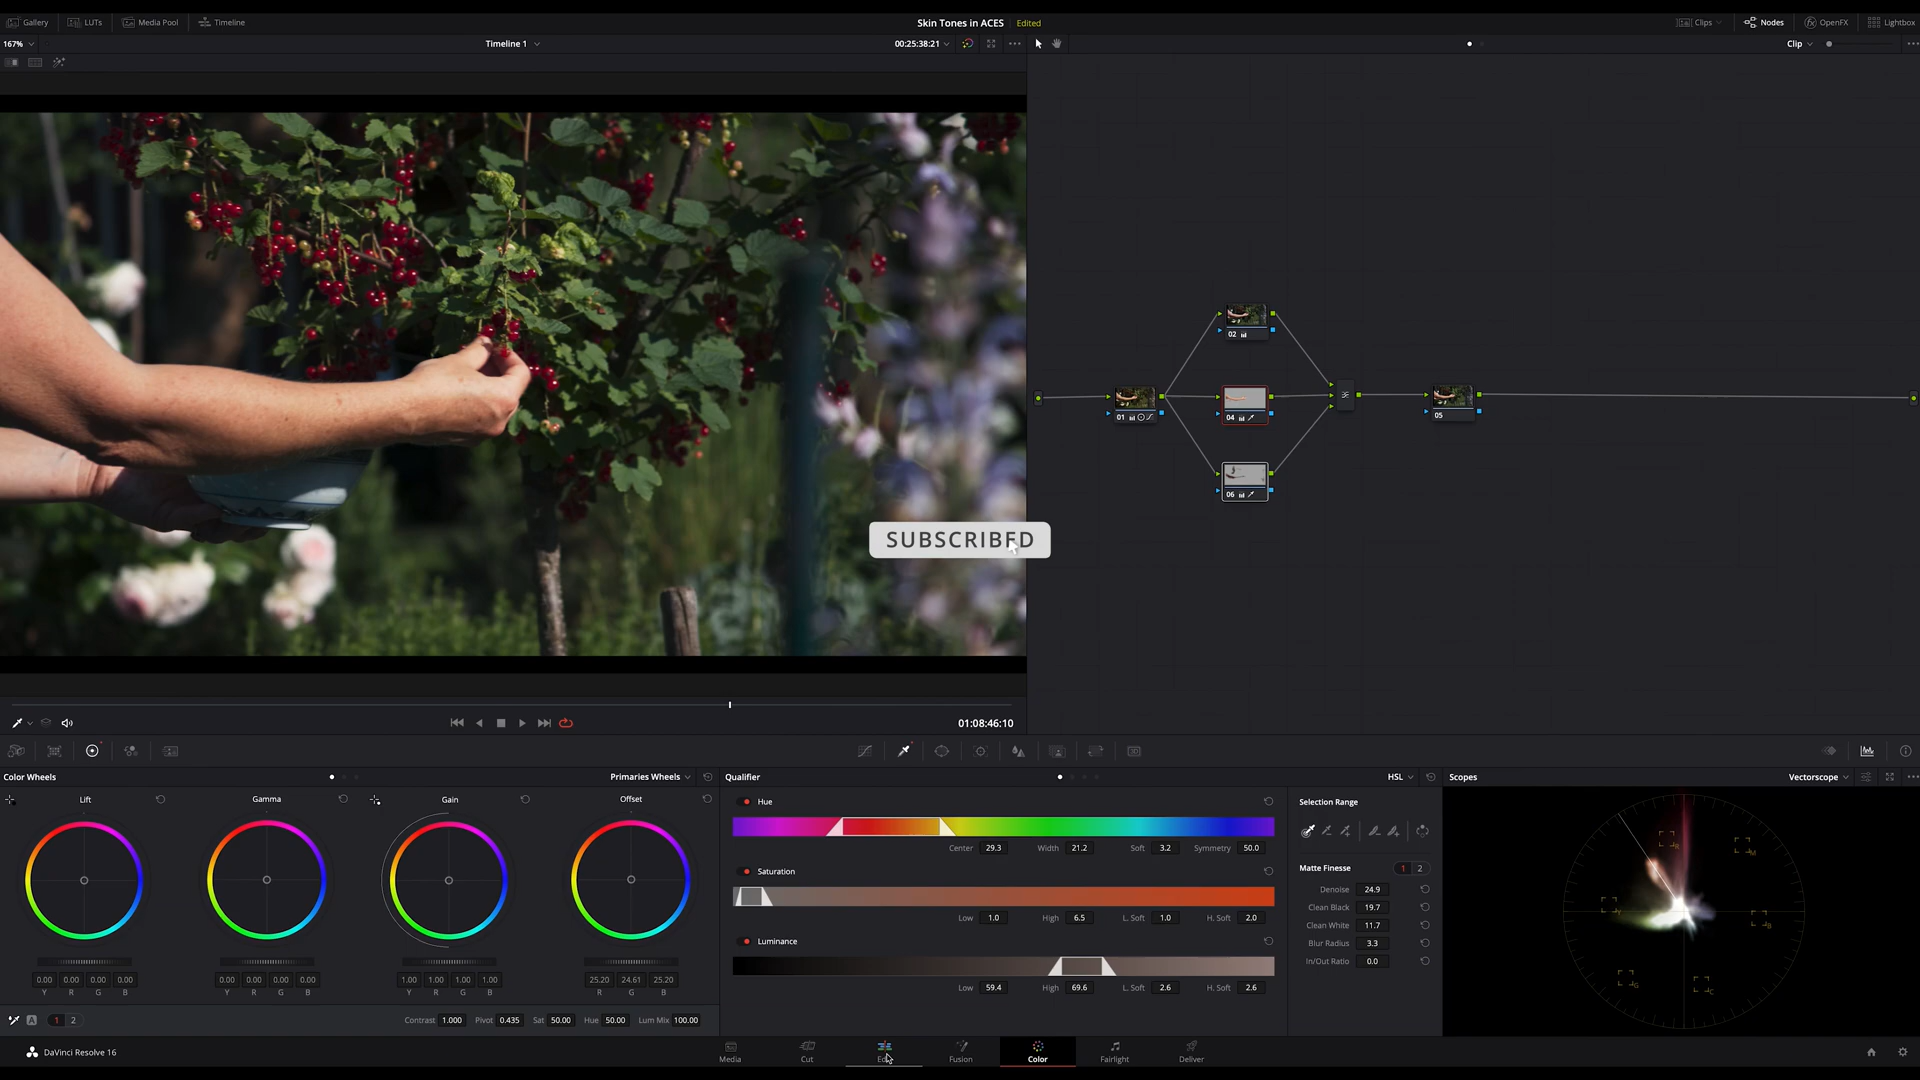 Gallery LUTs Media Pool Timeline Skin Tones in ACES Edited Clips Nodes OpenFX Lightbox
167% Timeline 1 00:25:38:21 Clip
02
01 04 05
06
SUBSCRIBED
01:08:46:10
Color Wheels Primaries Wheels Qualifier HSL Scopes Vectorscope
Lift Gamma Gain Offset Hue Selection Range
Center 29.3 Width 21.2 Soft 3.2 Symmetry 50.0
Saturation Matte Finesse 1 2
Denoise 24.9
Clean Black 19.7
Low 1.0 High 6.5 L. Soft 1.0 H. Soft 2.0
Clean White 11.7
Luminance Blur Radius 3.3
In/Out Ratio 0.0
0.00 0.00 0.00 0.00 0.00 0.00 0.00 0.00 1.00 1.00 1.00 1.00 25.20 24.61 25.20
Y R G B Y R G B Y R G B R G B
Low 59.4 High 69.6 L. Soft 2.6 H. Soft 2.6
A 1 2 Contrast 1.000 Pivot 0.435 Sat 50.00 Hue 50.00 Lum Mix 100.00
DaVinci Resolve 16 Media Cut Edit Fusion Color Fairlight Deliver